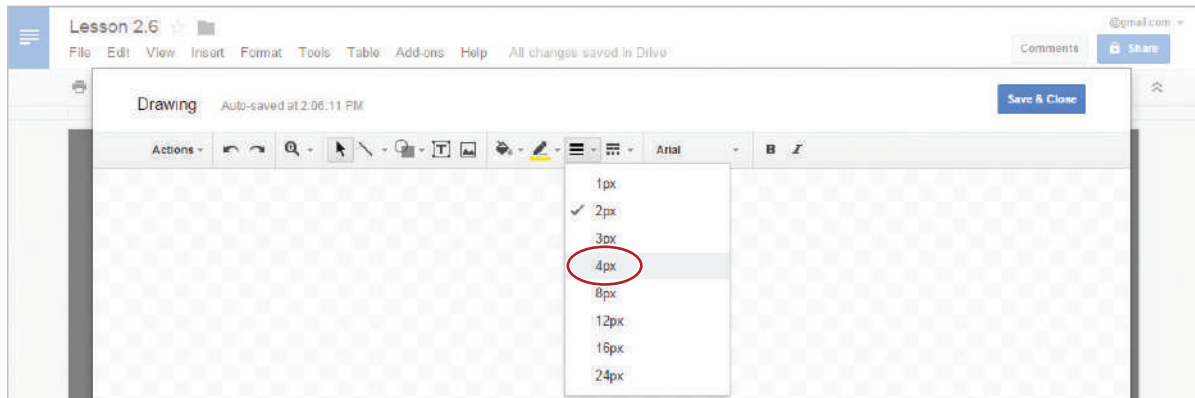 Lesson 2.6
@gmail.com
File Edit View Insert Format Tools Table Add-ons Help All changes saved in Drive
Comments
Share
Drawing Auto-saved at 2:06:11 PM
Save & Close
Actions
T
Arial
B I
1px
2px
3px
4px
8px
12px
16px
24px